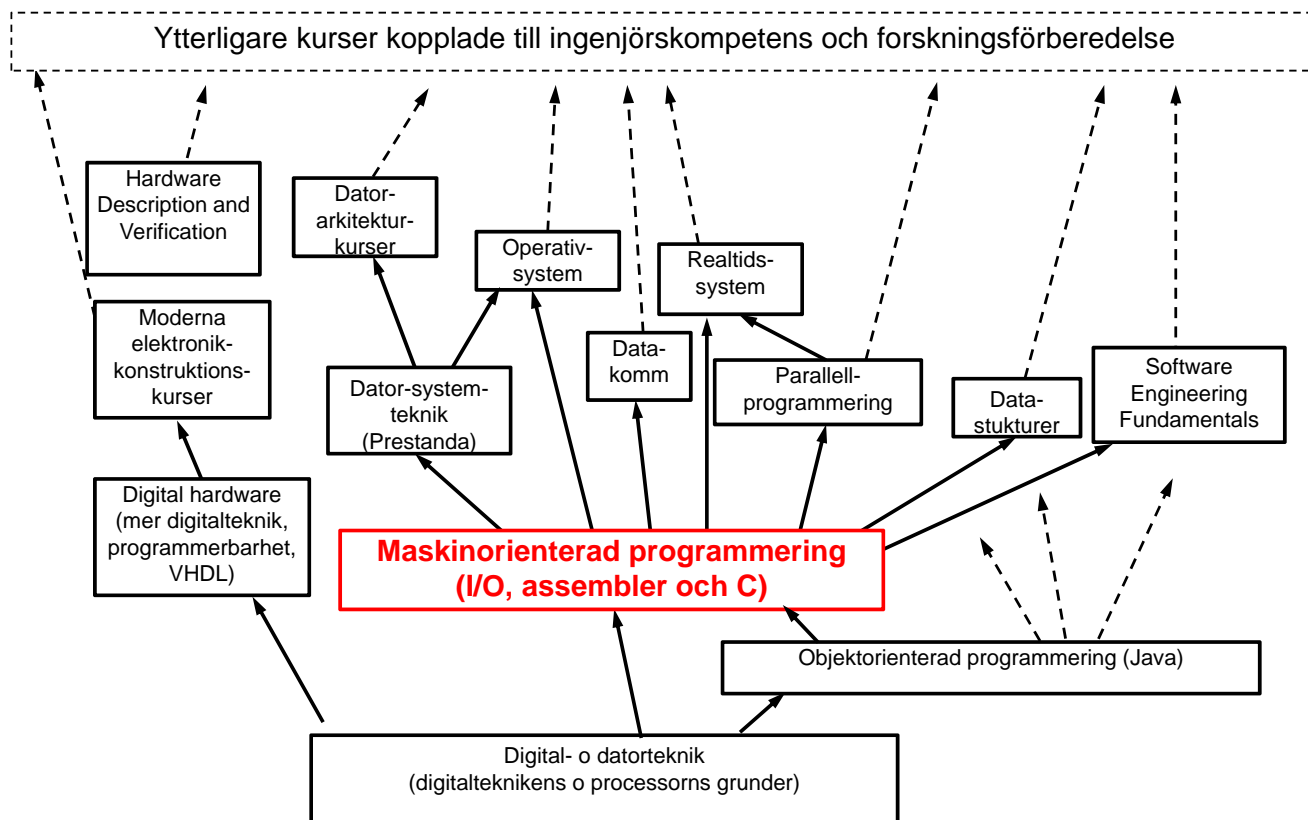 Ytterligare kurser kopplade till ingenjörskompetens och forskningsförberedelse
Hardware
Description and
Verification
Dator-
arkitektur-
kurser
Operativ-
system
Realtids-
system
Moderna
elektronik-
konstruktions-
kurser
Dator-system-
teknik
(Prestanda)
Data-
komm
Parallell-
programmering
Data-
stukturer
Software
Engineering
Fundamentals
Digital hardware
(mer digitalteknik,
programmerbarhet,
VHDL)
Maskinorienterad programmering
(I/O, assembler och C)
Objektorienterad programmering (Java)
Digital- o datorteknik
(digitalteknikens o processorns grunder)